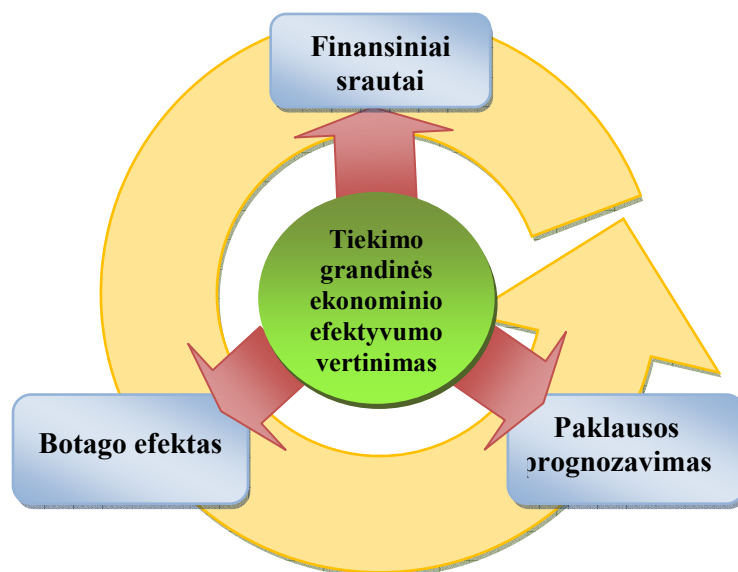 Finansiniai
srautai
Tiekimo
grandinės
ekonominio
efektyvumo
vertinimas
Botago efektas
Paklausos
prognozavimas